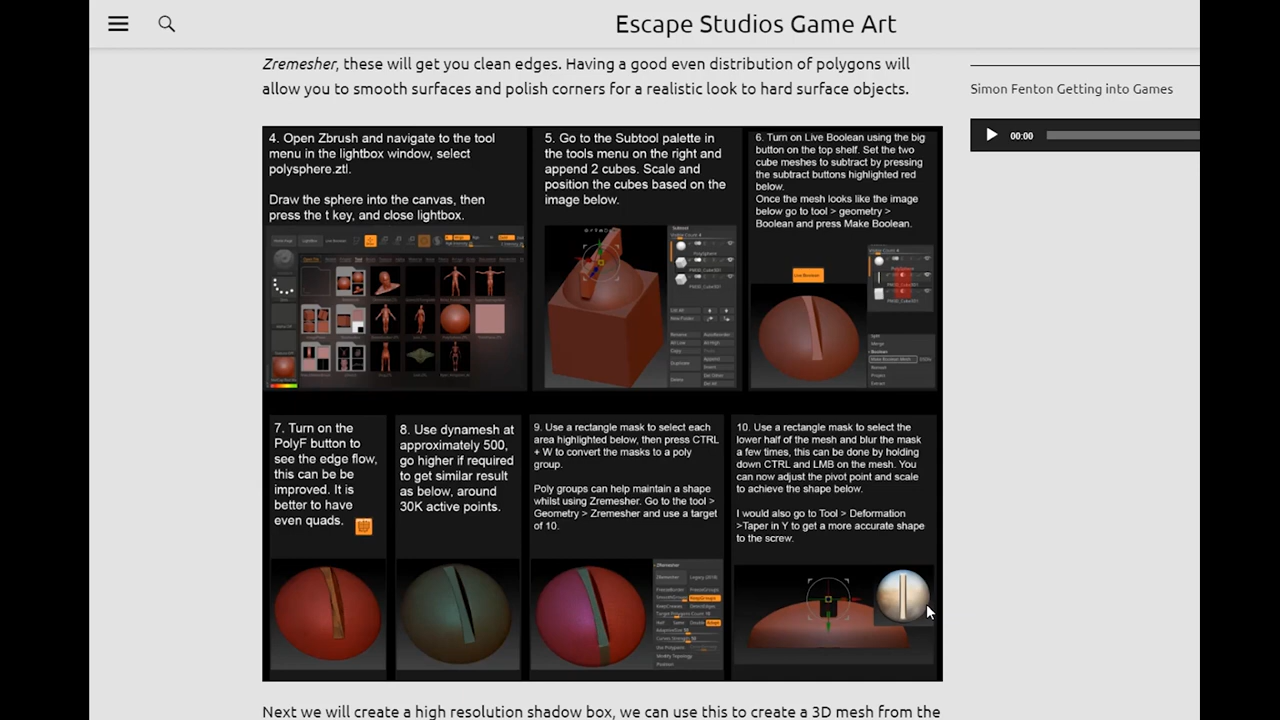 Escape Studios Game Art
Zremesher, these will get you clean edges. Having a good even distribution of polygons will
allow you to smooth surfaces and polish corners for a realistic look to hard surface objects.
Simon Fenton Getting into Games
00:00
4. Open Zbrush and navigate to the tool
menu in the lightbox window, select
polysphere.ztl.
Draw the sphere into the canvas, then
press the t key, and close lightbox.
5. Go to the Subtool palette in
the tools menu on the right and
append 2 cubes. Scale and
position the cubes based on the
image below.
6. Turn on Live Boolean using the big
button on the top shelf. Set the two
cube meshes to subtract by pressing
the subtract buttons highlighted red
below.
Once the mesh looks like the image
below go to tool > geometry >
Boolean and press Make Boolean.
Live Boolean
7. Turn on the
PolyF button to
see the edge flow,
this can be be
improved. It is
better to have
even quads.
8. Use dynamesh at
approximately 500,
go higher if required
to get similar result
as below, around
30K active points.
9. Use a rectangle mask to select each
area highlighted below, then press CTRL
+ W to convert the masks to a poly
group.
Poly groups can help maintain a shape
whilst using Zremesher. Go to the tool >
Geometry > Zremesher and use a target
of 10.
10. Use a rectangle mask to select the
lower half of the mesh and blur the mask
a few times, this can be done by holding
down CTRL and LMB on the mesh. You
can now adjust the pivot point and scale
to achieve the shape below.
I would also go to Tool > Deformation
>Taper in Y to get a more accurate shape
to the screw.
Next we will create a high resolution shadow box, we can use this to create a 3D mesh from the